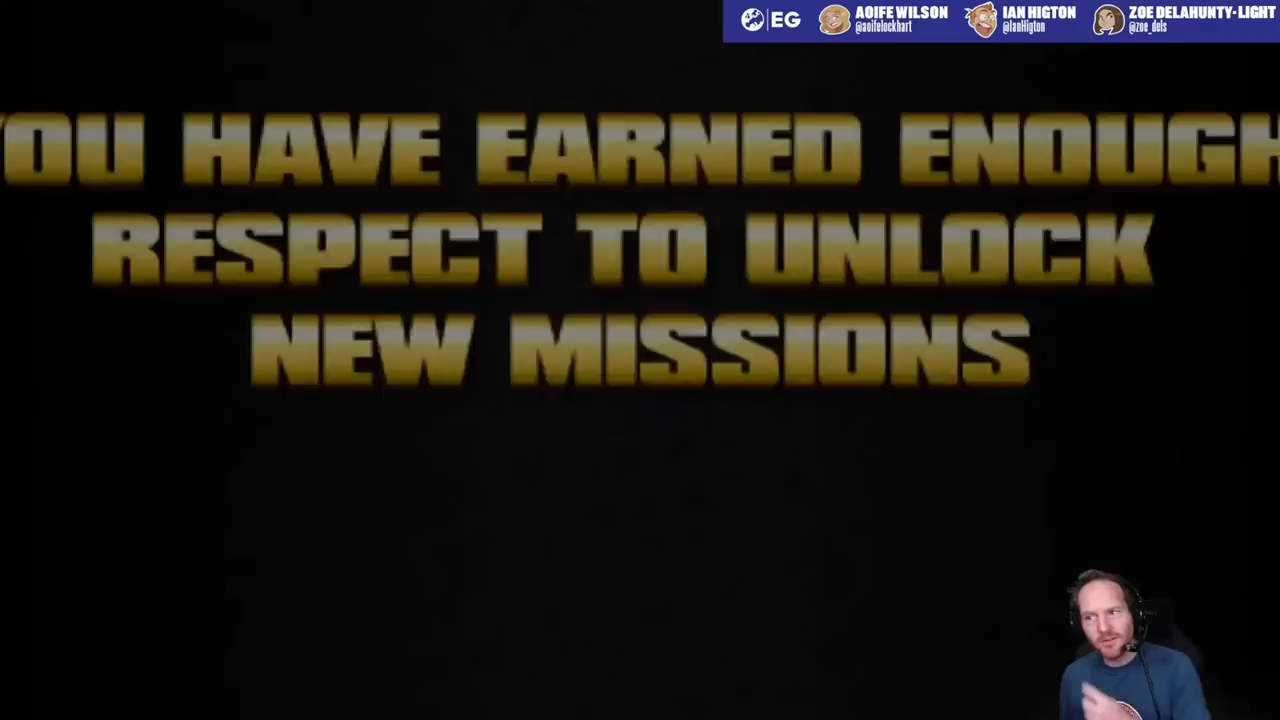 EG
AOIFE WILSON
@aoifelockhart
IAN HIGTON
@IanHigton
ZOE DELAHUNTY-LIGHT
@zoe_dels
YOU HAVE EARNED ENOUGH
RESPECT TO UNLOCK
NEW MISSIONS